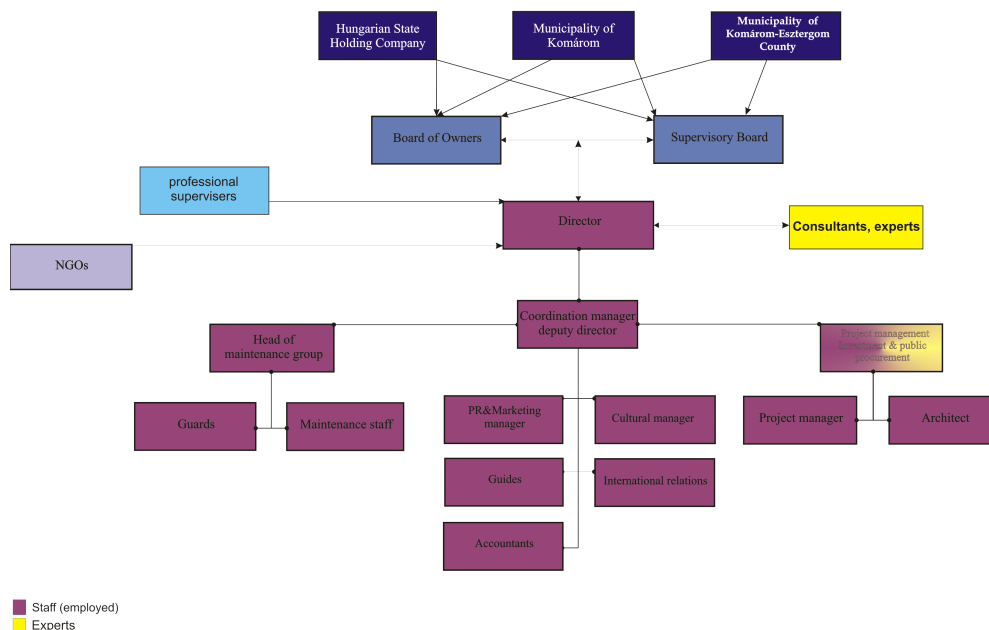 Hungarian State
Holding Company
Municipality of
Komárom
Municipality of
Komárom-Esztergom
County
Board of Owners
Supervisory Board
professional
supervisers
Director
Consultants, experts
NGOs
Coordination manager
deputy director
Head of
maintenance group
Project management
Investment & public
procurement
Guards
Maintenance staff
PR&Marketing
manager
Cultural manager
Project manager
Architect
Guides
International relations
Accountants
Staff (employed)
Experts